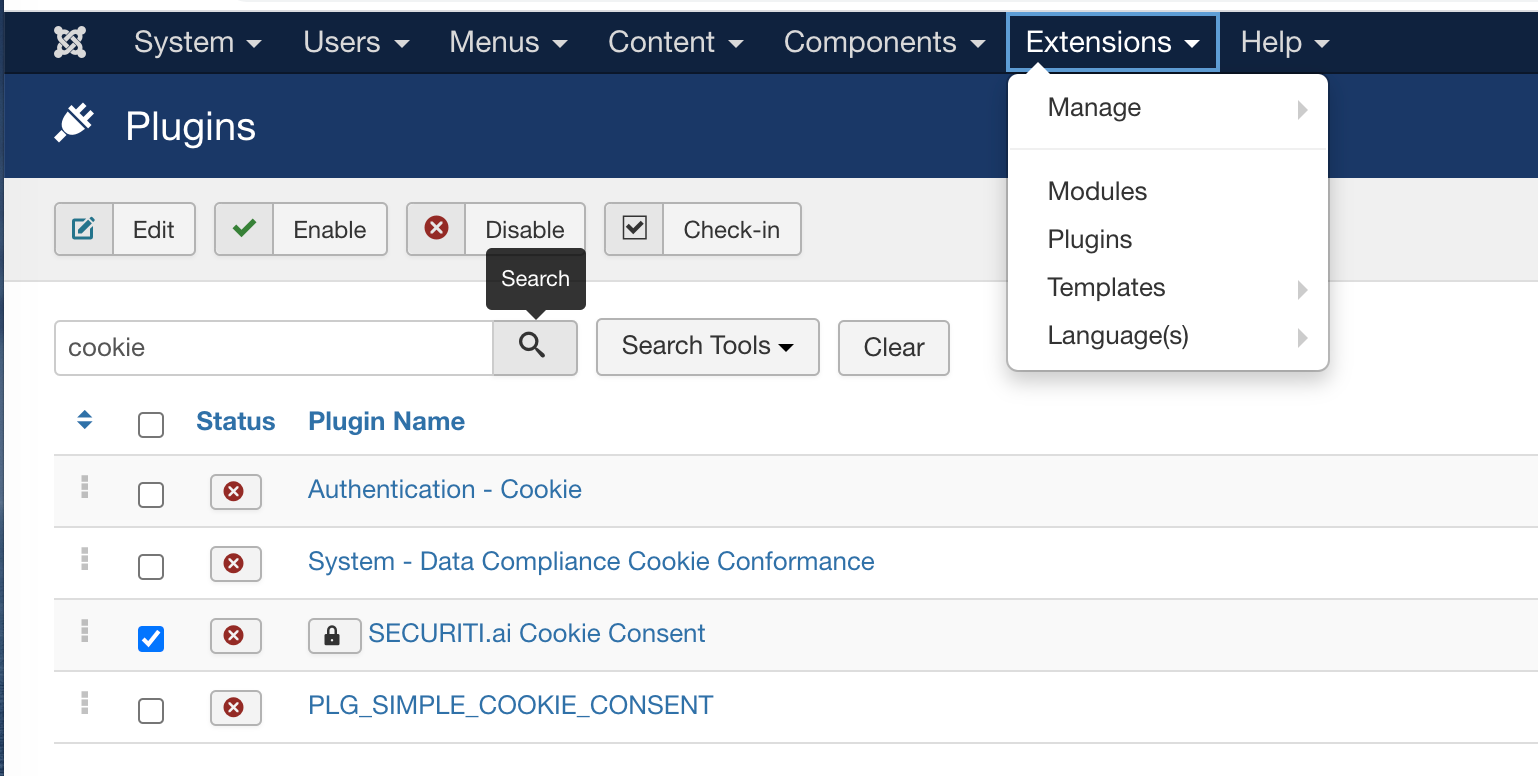 System Users Menus Content Components Extensions Help
Plugins
Manage
Modules
Plugins
Templates
Language(s)
Edit Enable Disable Check-in
Search
cookie Search Tools Clear
Status Plugin Name
Authentication - Cookie
System - Data Compliance Cookie Conformance
SECURITI.ai Cookie Consent
PLG_SIMPLE_COOKIE_CONSENT